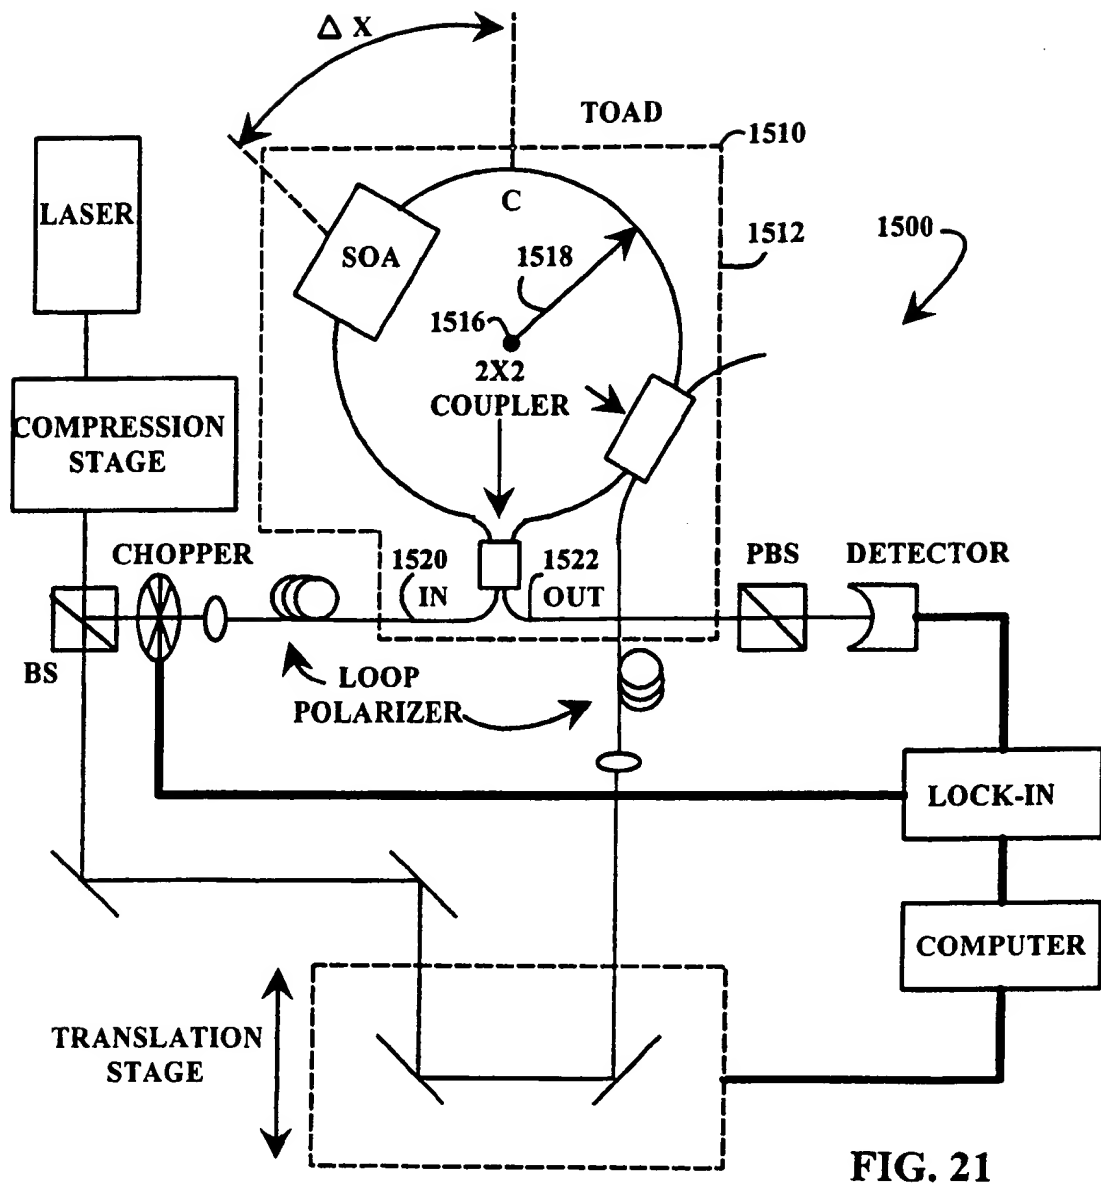 Δ X
TOAD
1510
LASER
C
1512
1500
SOA
1518
1516
2X2
COUPLER
COMPRESSION
STAGE
CHOPPER
1520
IN
1522
OUT
PBS
DETECTOR
BS
LOOP
POLARIZER
LOCK-IN
COMPUTER
TRANSLATION
STAGE
FIG. 21